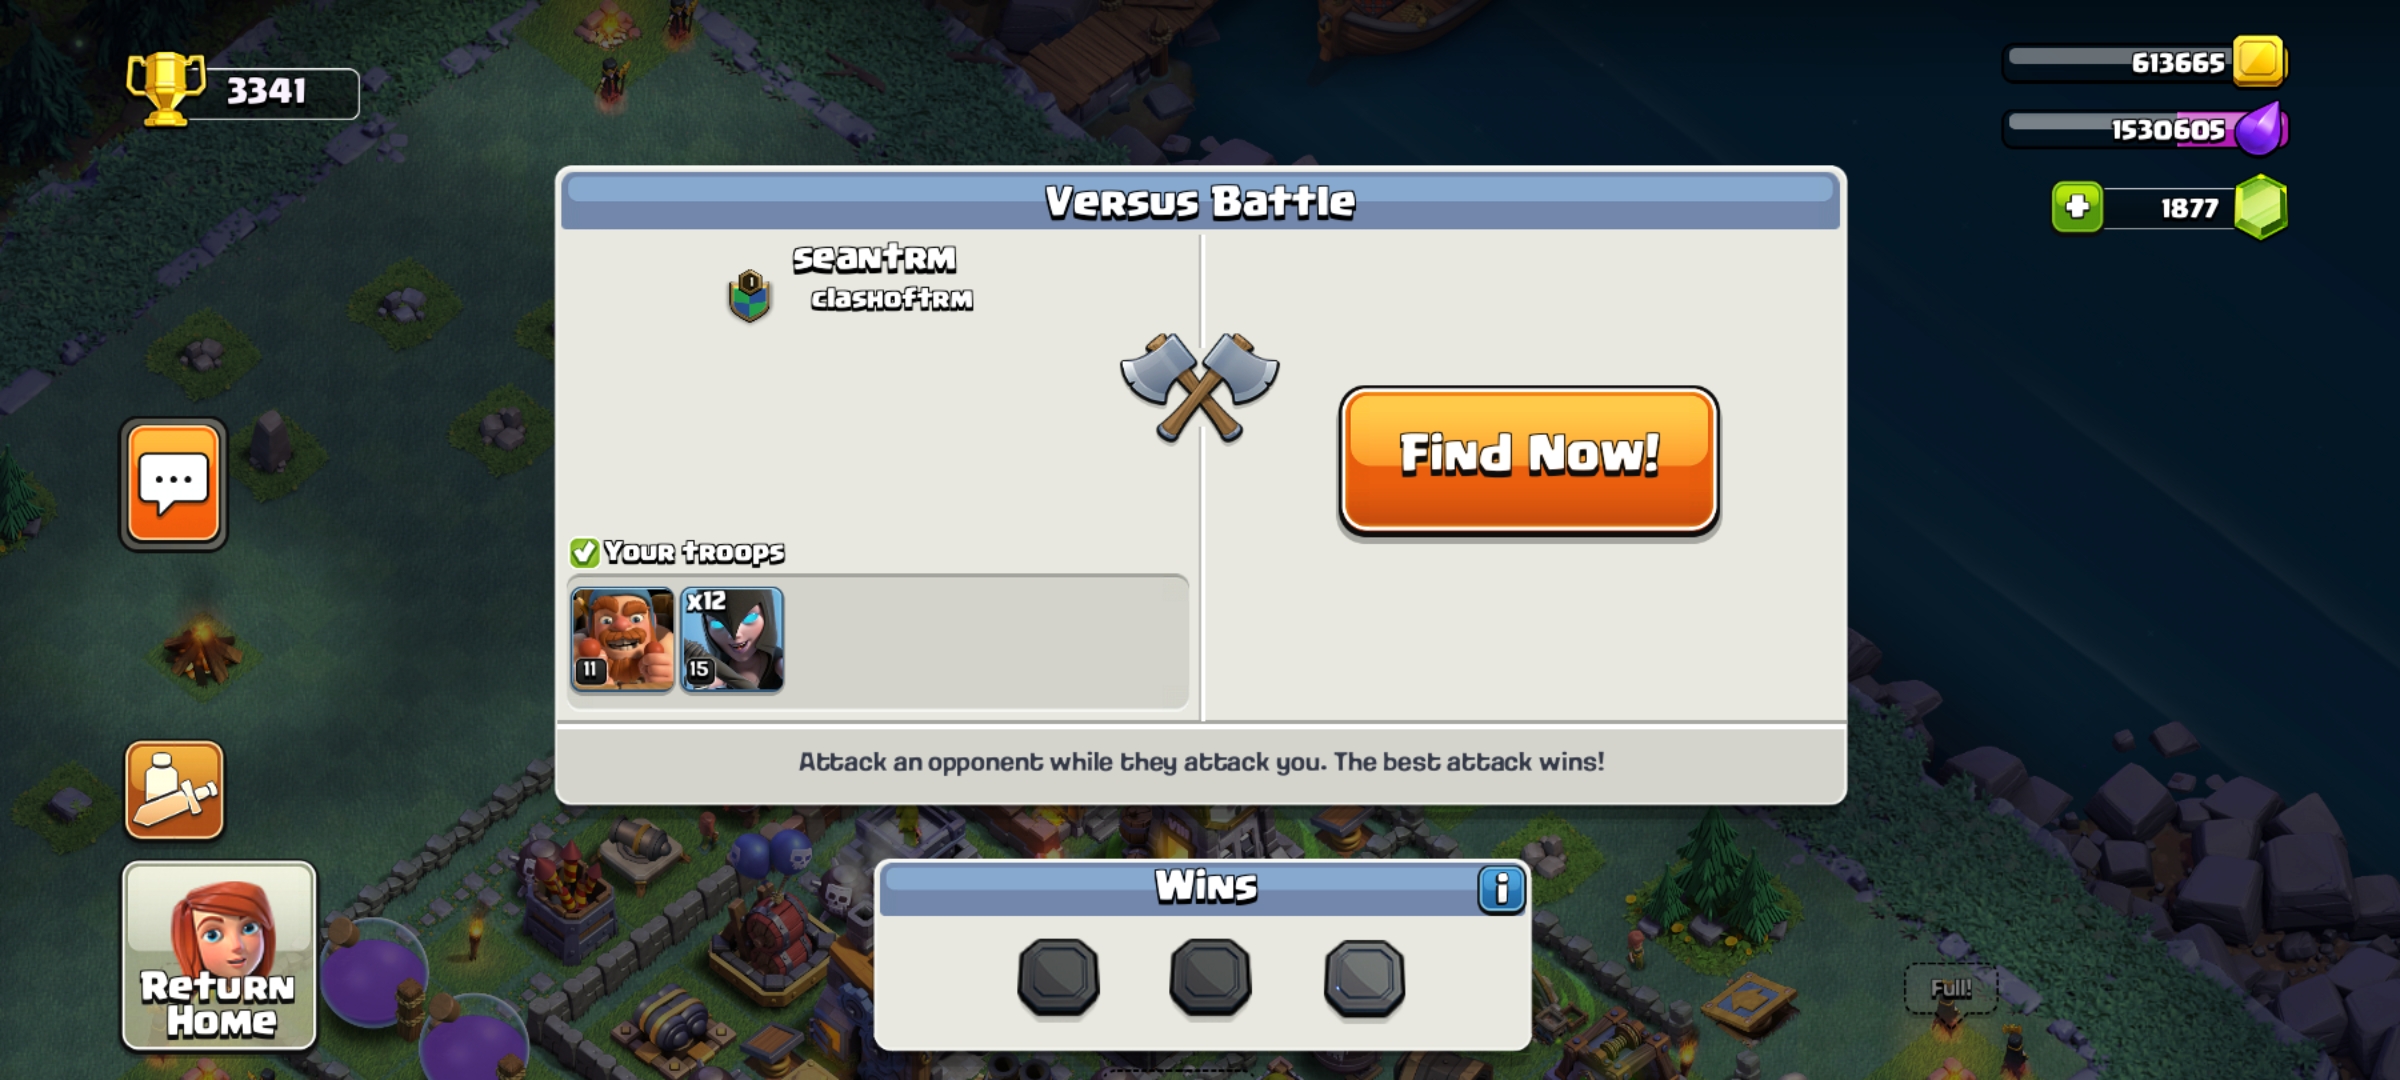 3341
613665
1530605
1877
Versus Battle
seantrm
1
clashoftrm
Find Now!
Your troops
11
x12
15
Attack an opponent while they attack you. The best attack wins!
Wins
i
Return
Home
Full!